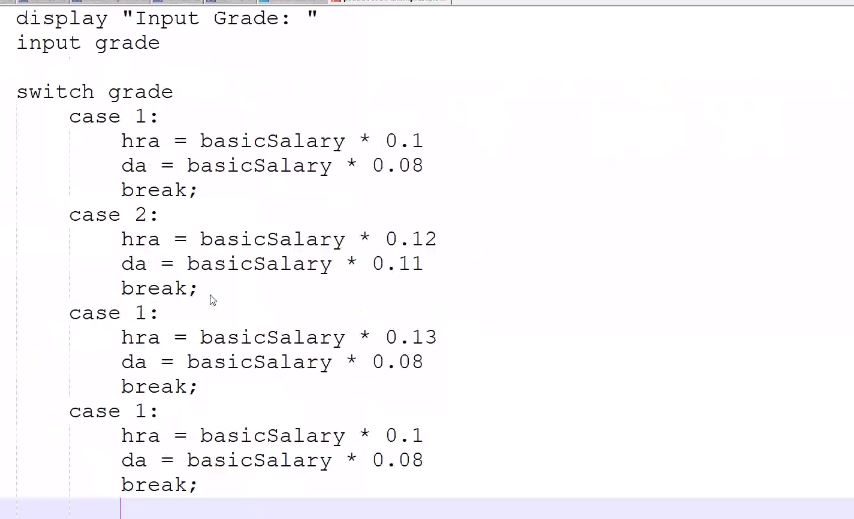 display "Input Grade: "
input grade
switch grade
case 1:
hra = basicSalary * 0.1
da = basicSalary * 0.08
break;
case 2:
hra = basicSalary * 0.12
da = basicSalary * 0.11
break;
case 1:
hra = basicSalary * 0.13
da = basicSalary * 0.08
break;
case 1:
hra = basicSalary * 0.1
da = basicSalary * 0.08
break;